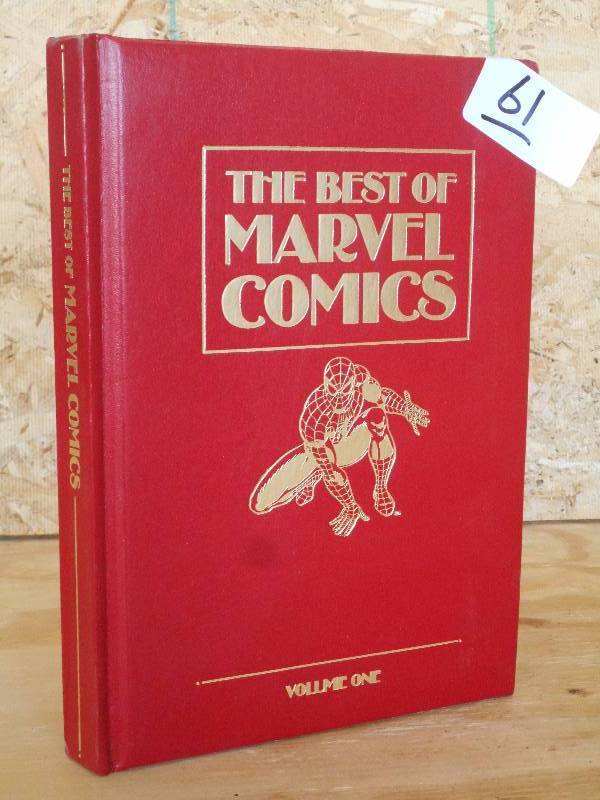 61
THE BEST OF
MARVEL
COMICS
THE BEST OF MARVEL COMICS
VOLUME ONE